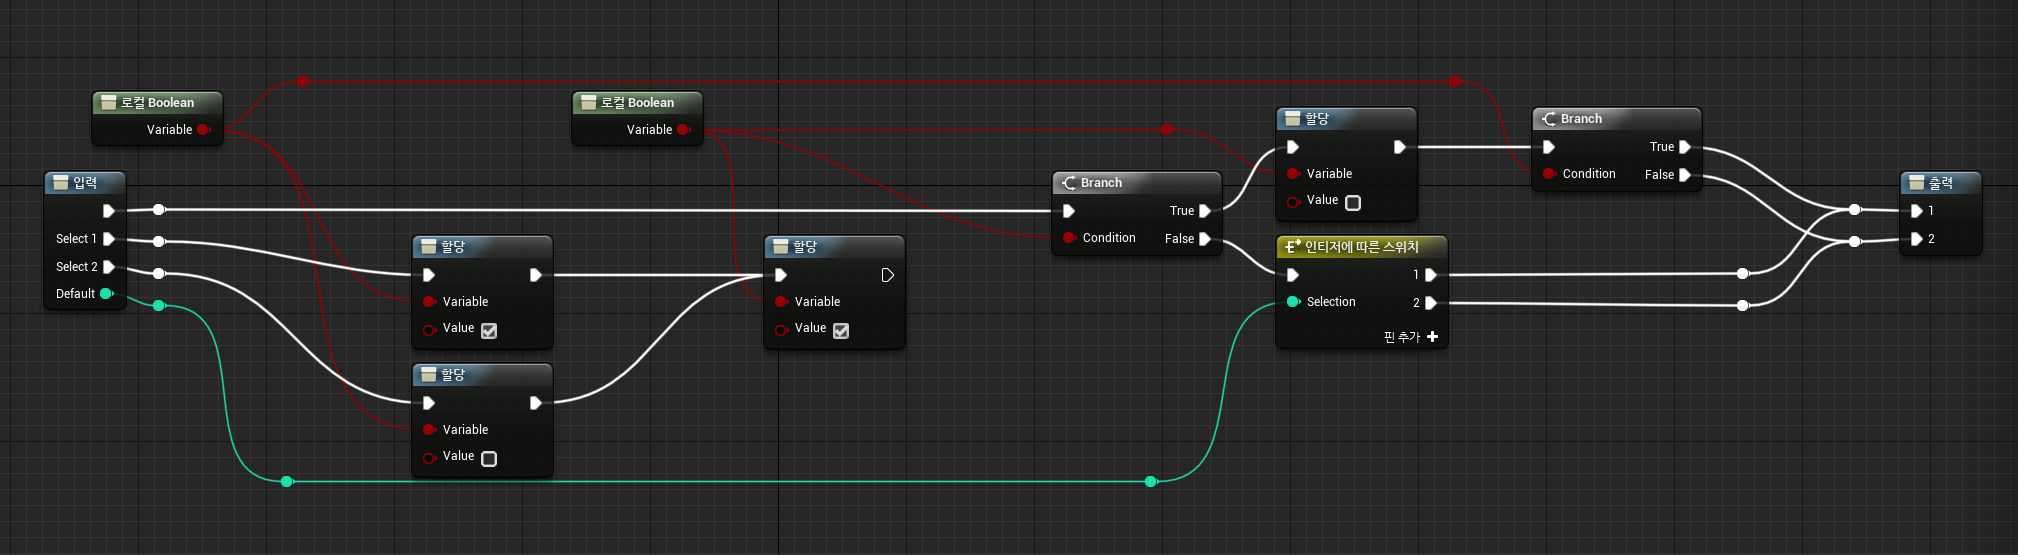 로컬 Boolean
Variable
로컬 Boolean
Variable
입력
Select 1
Select 2
Default
할당
Variable
Value
할당
Variable
Value
할당
Variable
Value
Branch
True
Condition
False
할당
Variable
Value
인티저에 따른 스위치
1
Selection
2
핀 추가
Branch
True
Condition
False
출력
1
2